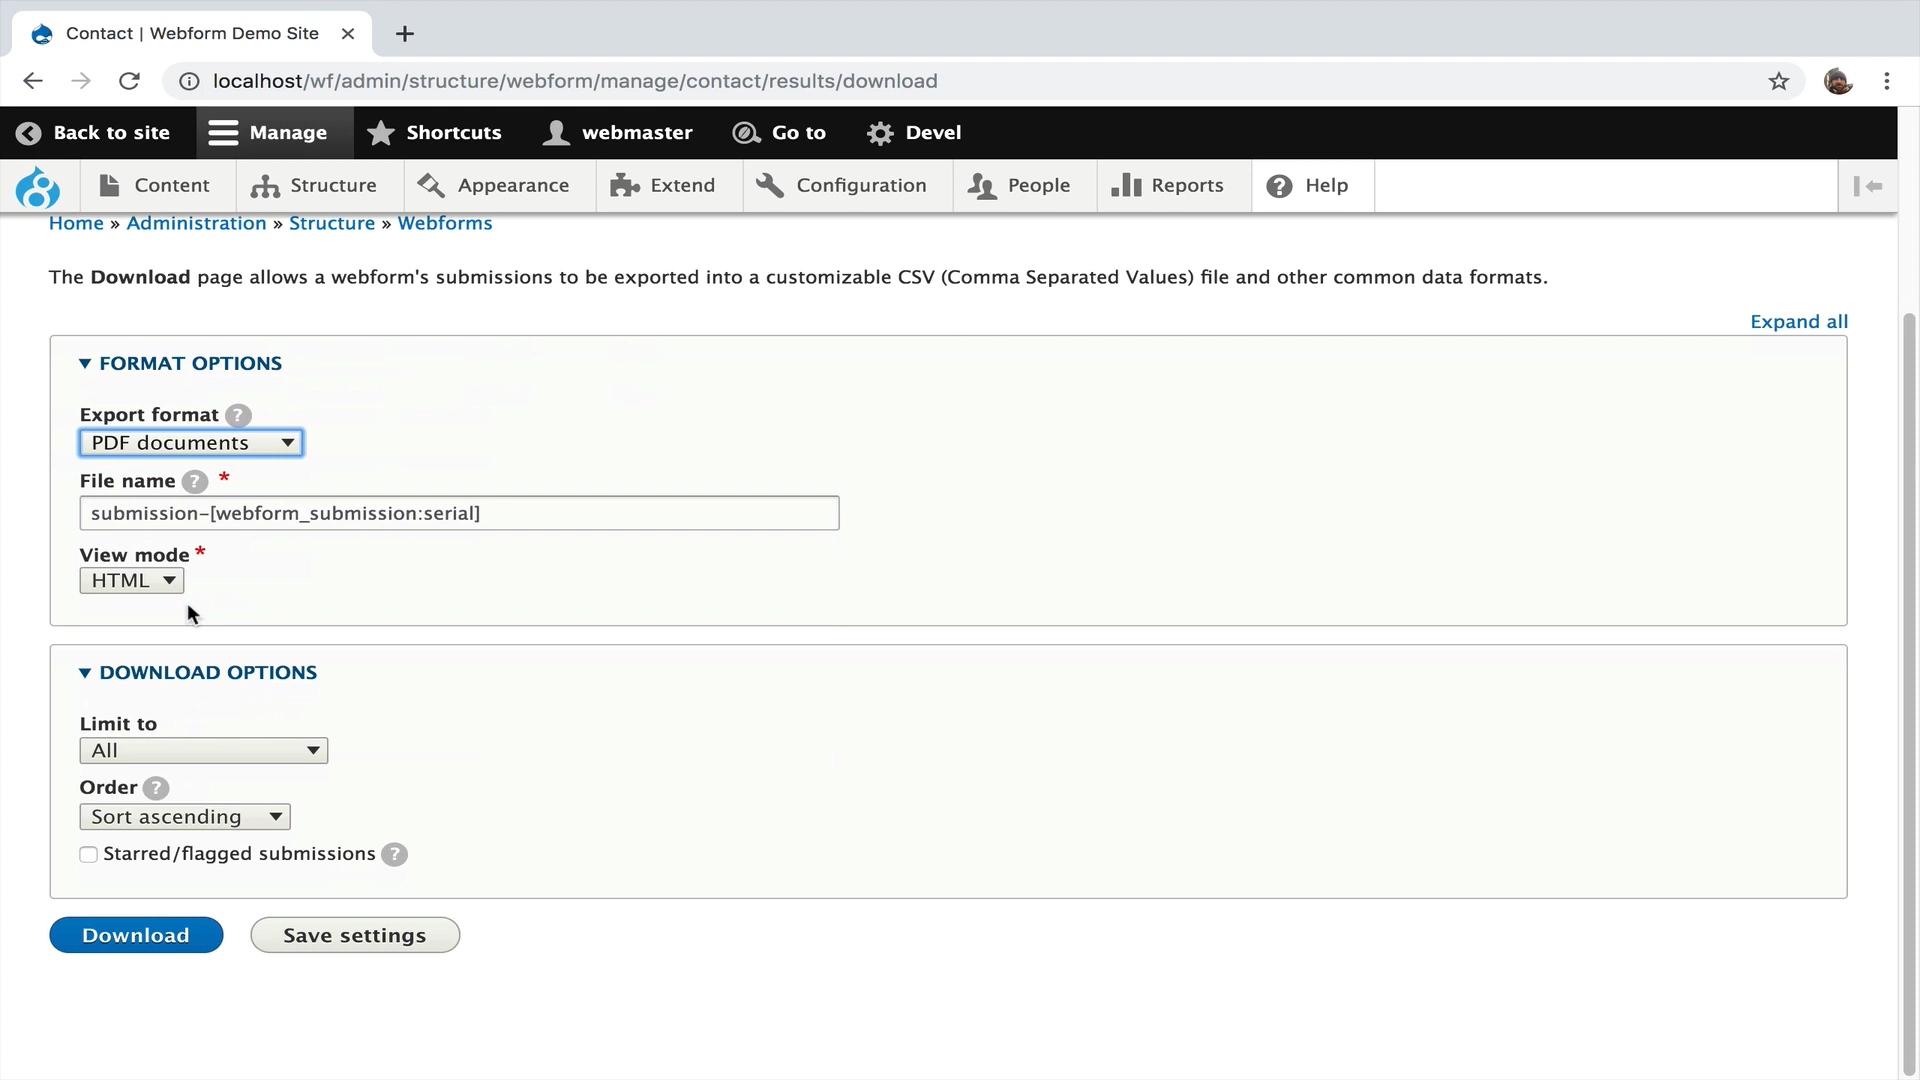 Contact | Webform Demo Site
localhost/wf/admin/structure/webform/manage/contact/results/download
Back to site Manage Shortcuts webmaster Go to Devel
Content Structure Appearance Extend Configuration People Reports Help
Home » Administration » Structure » Webforms
The Download page allows a webform's submissions to be exported into a customizable CSV (Comma Separated Values) file and other common data formats.
Expand all
FORMAT OPTIONS
Export format ?
PDF documents
File name ? *
submission-[webform_submission:serial]
View mode *
HTML
DOWNLOAD OPTIONS
Limit to
All
Order ?
Sort ascending
Starred/flagged submissions ?
Download Save settings